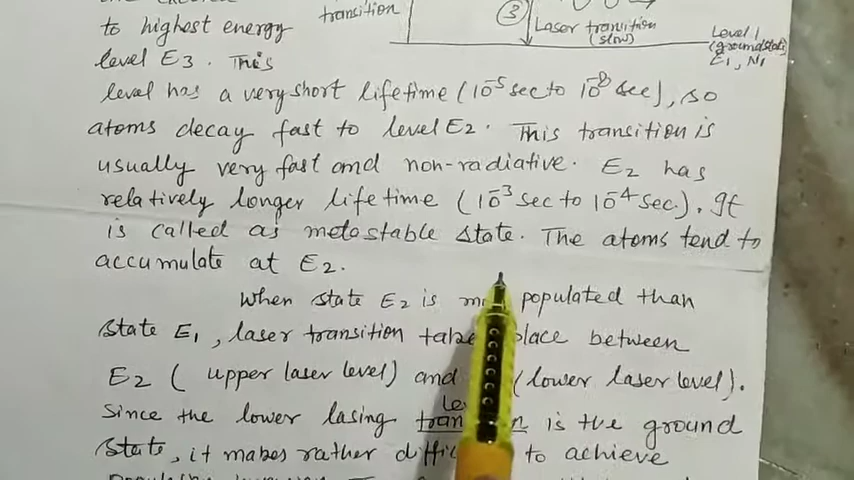 transition
to highest energy
③ Laser transition
(slow)
Level 1
(ground state)
E₁, N₁
level E₃. This
level has a very short lifetime (10⁻⁵ sec to 10⁻⁸ sec), so
atoms decay fast to level E₂. This transition is
usually very fast and non-radiative. E₂ has
relatively longer lifetime (10⁻³ sec to 10⁻⁴ sec.). It
is called as metastable state. The atoms tend to
accumulate at E₂.
When state E₂ is populated than
state E₁, laser transition place between
E₂ (upper laser level) and (lower laser level).
Since the lower lasing is the ground
state, it makes rather to achieve